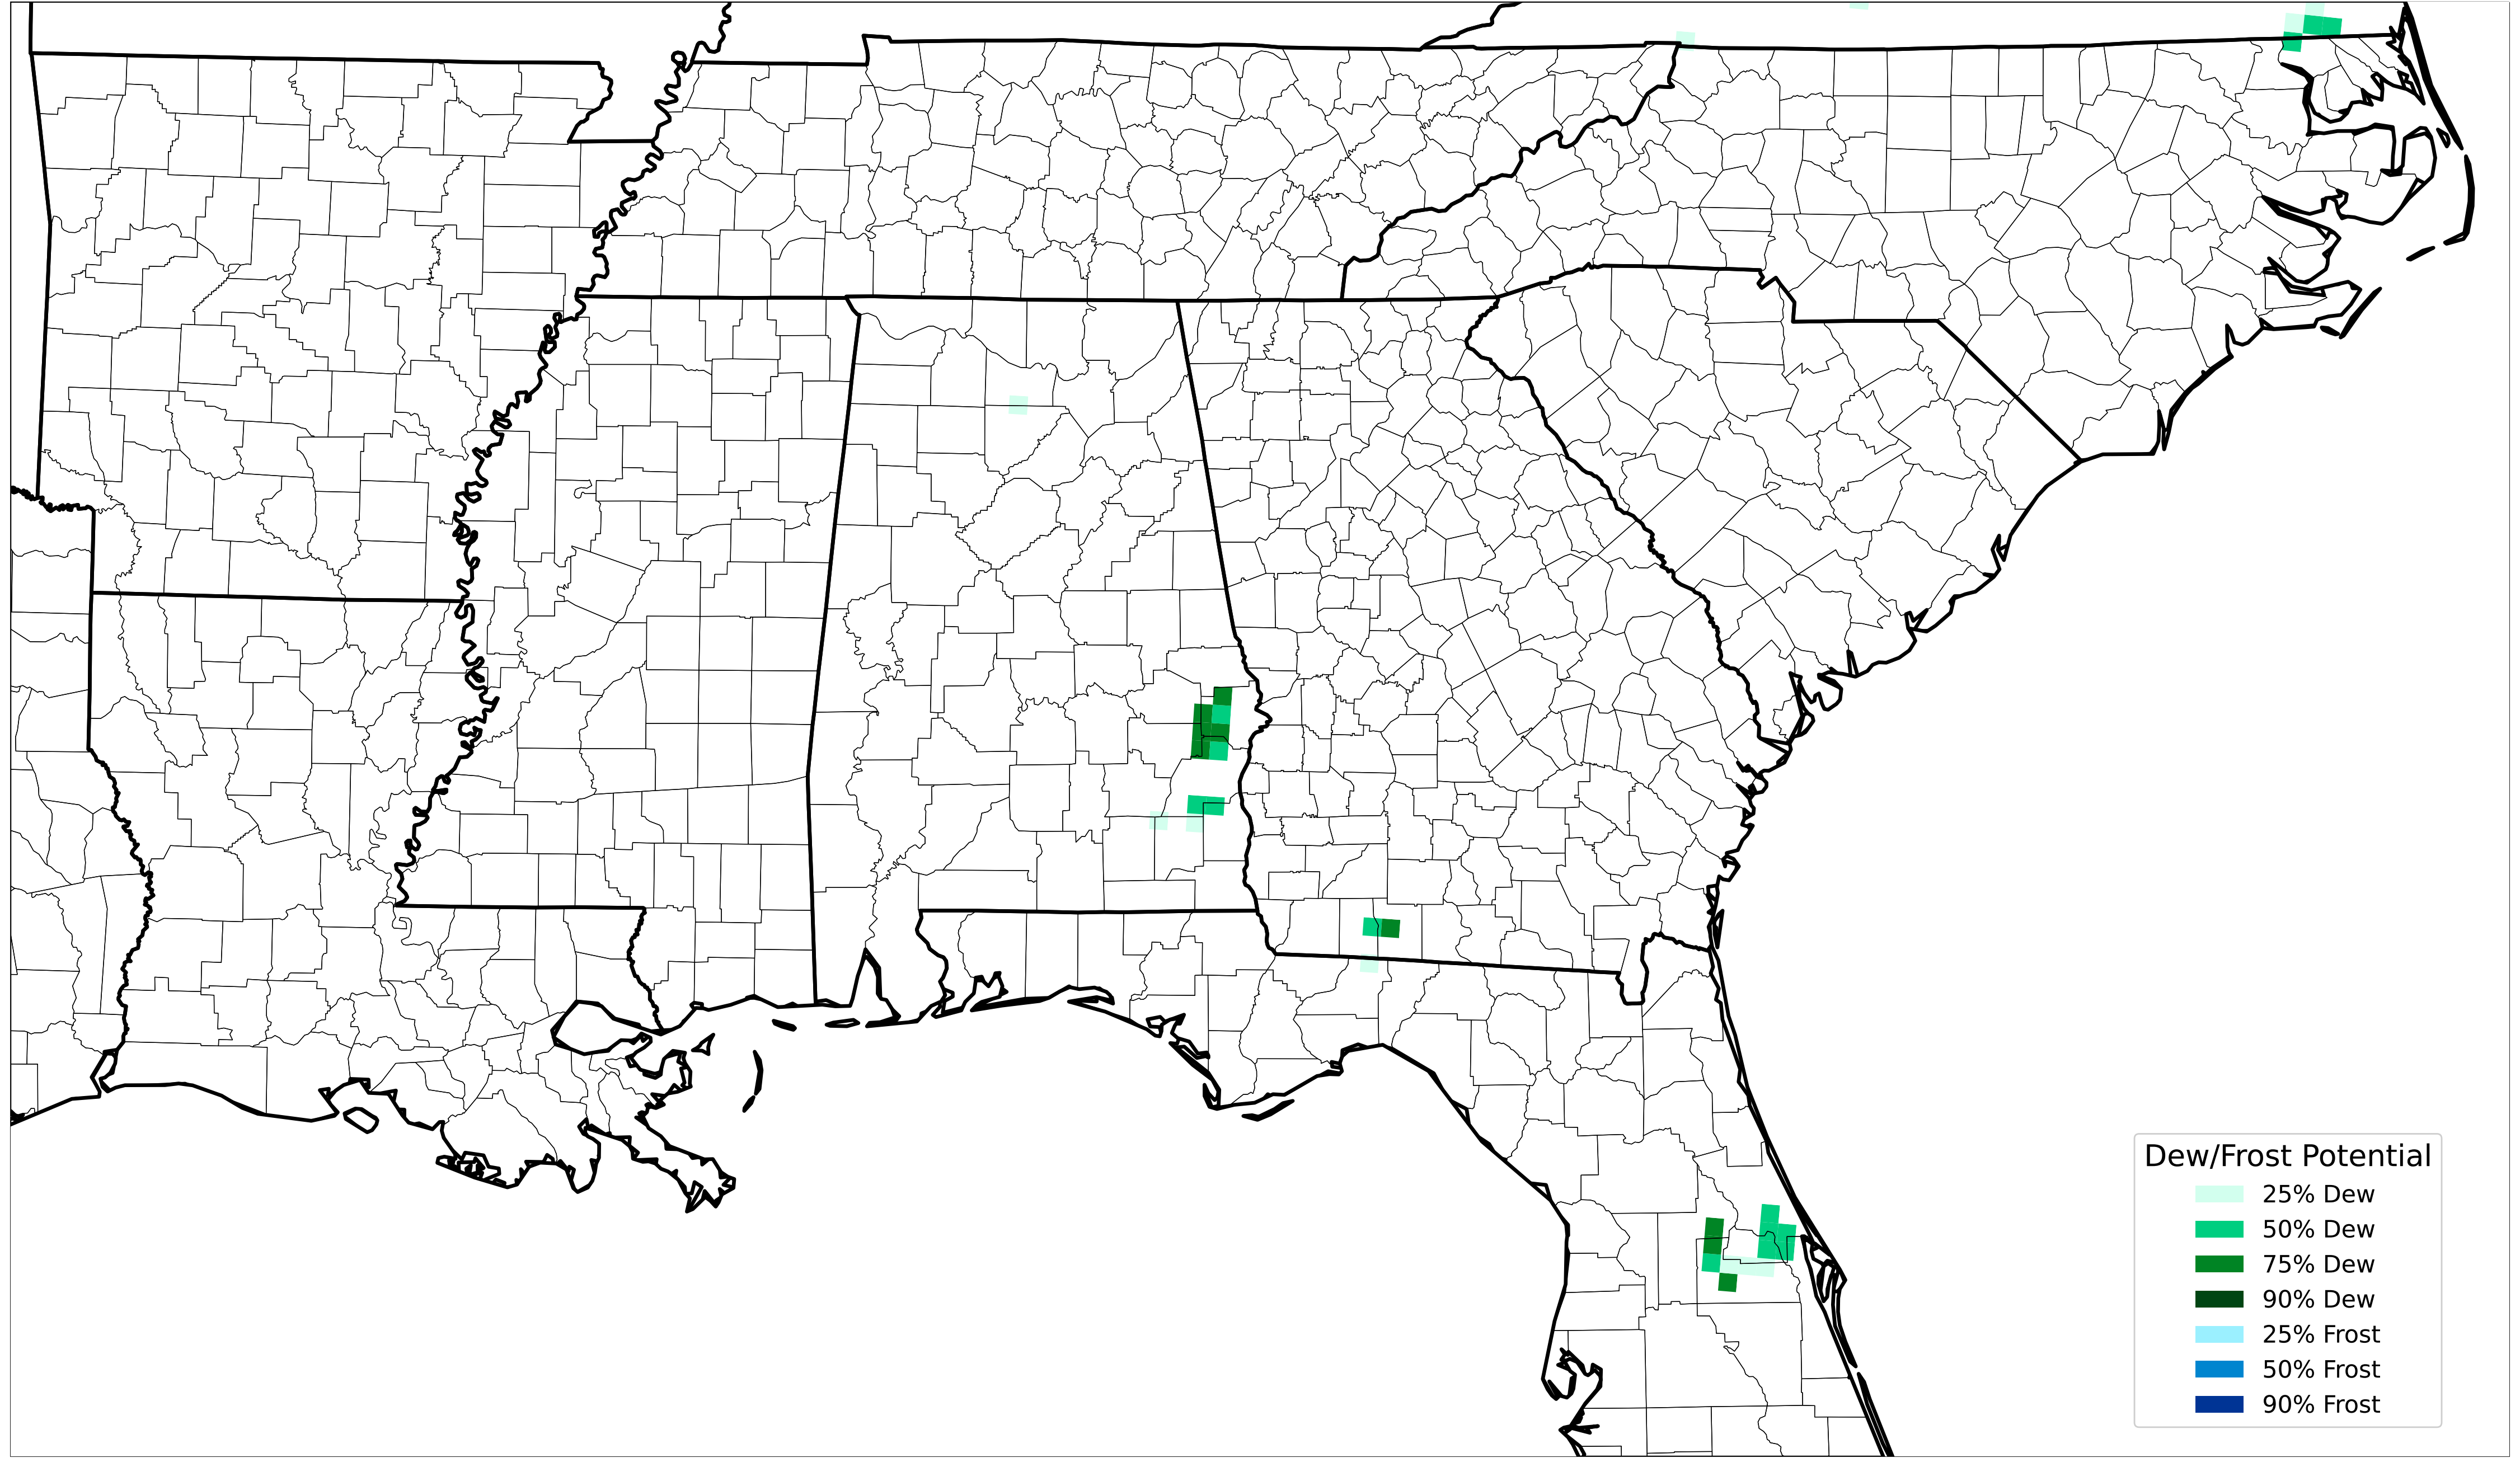 Dew/Frost Potential
25% Dew
50% Dew
75% Dew
90% Dew
25% Frost
50% Frost
90% Frost